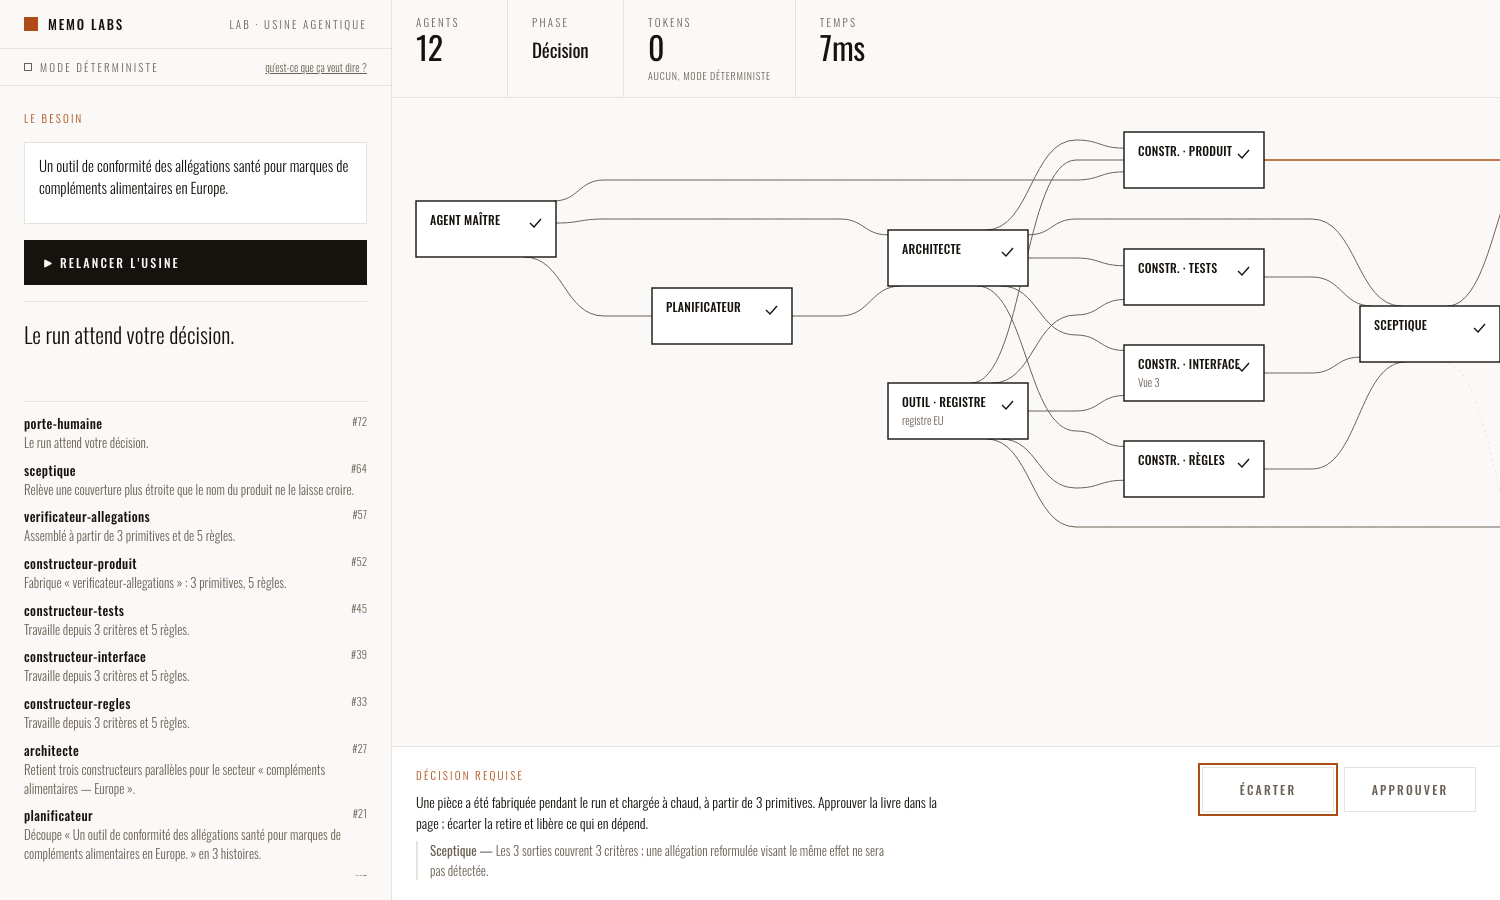 MEMO LABS
LAB · USINE AGENTIQUE
MODE DÉTERMINISTE
qu'est-ce que ça veut dire ?
LE BESOIN
Un outil de conformité des allégations santé pour marques de
compléments alimentaires en Europe.
► RELANCER L'USINE
Le run attend votre décision.
porte-humaine #72
Le run attend votre décision.
sceptique #64
Relève une couverture plus étroite que le nom du produit ne le laisse croire.
verificateur-allegations #57
Assemblé à partir de 3 primitives et de 5 règles.
constructeur-produit #52
Fabrique « verificateur-allegations » : 3 primitives, 5 règles.
constructeur-tests #45
Travaille depuis 3 critères et 5 règles.
constructeur-interface #39
Travaille depuis 3 critères et 5 règles.
constructeur-regles #33
Travaille depuis 3 critères et 5 règles.
architecte #27
Retient trois constructeurs parallèles pour le secteur « compléments
alimentaires — Europe ».
planificateur #21
Découpe « Un outil de conformité des allégations santé pour marques de
compléments alimentaires en Europe. » en 3 histoires.
AGENTS
12
PHASE
Décision
TOKENS
0
AUCUN, MODE DÉTERMINISTE
TEMPS
7ms
AGENT MAÎTRE
PLANIFICATEUR
ARCHITECTE
OUTIL · REGISTRE
registre EU
CONSTR. · PRODUIT
CONSTR. · TESTS
CONSTR. · INTERFACE
Vue 3
CONSTR. · RÈGLES
SCEPTIQUE
DÉCISION REQUISE
Une pièce a été fabriquée pendant le run et chargée à chaud, à partir de 3 primitives. Approuver la livre dans la
page ; écarter la retire et libère ce qui en dépend.
Sceptique — Les 3 sorties couvrent 3 critères ; une allégation reformulée visant le même effet ne sera
pas détectée.
ÉCARTER
APPROUVER